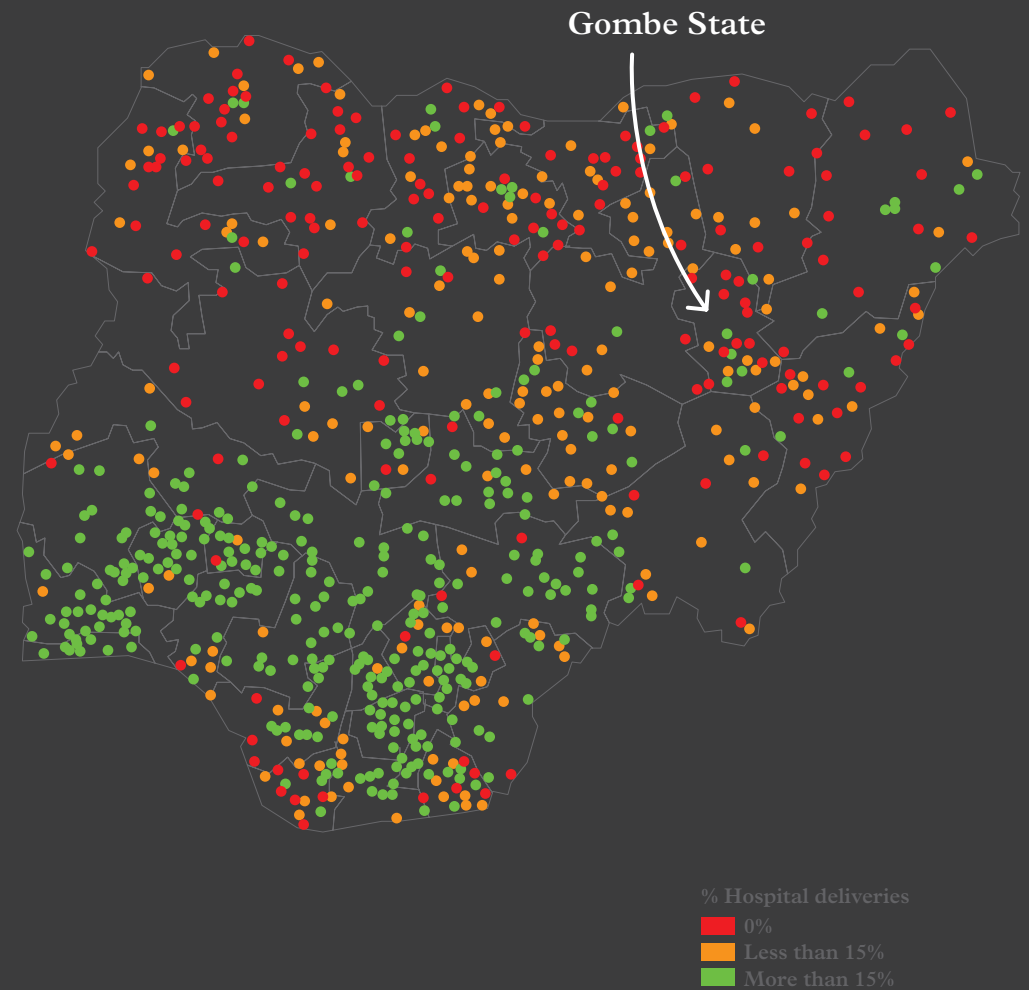 Gombe State
% Hospital deliveries
0%
Less than 15%
More than 15%